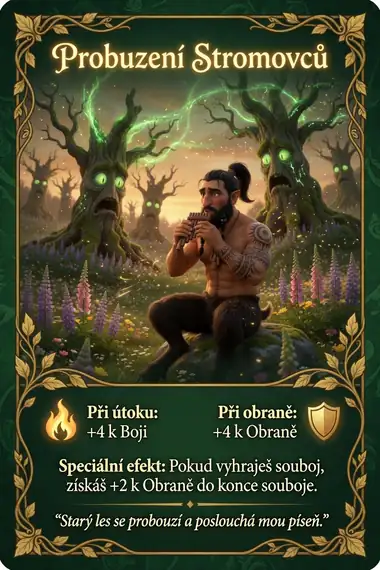 Probuzení Stromovců
Při útoku:
+4 k Boji
Při obraně:
+4 k Obraně
Speciální efekt: Pokud vyhraješ souboj,
získáš +2 k Obraně do konce souboje.
“Starý les se probouzí a poslouchá mou píseň.”